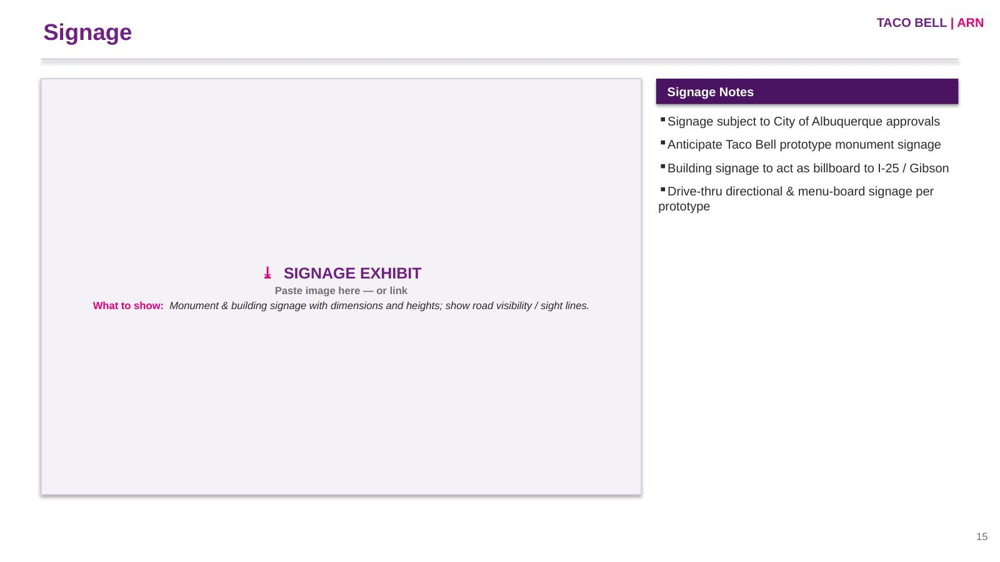 Signage
TACO BELL | ARN
⤓ SIGNAGE EXHIBIT
Paste image here — or link
What to show: Monument & building signage with dimensions and heights; show road visibility / sight lines.
Signage Notes
▪Signage subject to City of Albuquerque approvals
▪Anticipate Taco Bell prototype monument signage
▪Building signage to act as billboard to I-25 / Gibson
▪Drive-thru directional & menu-board signage per
prototype
15